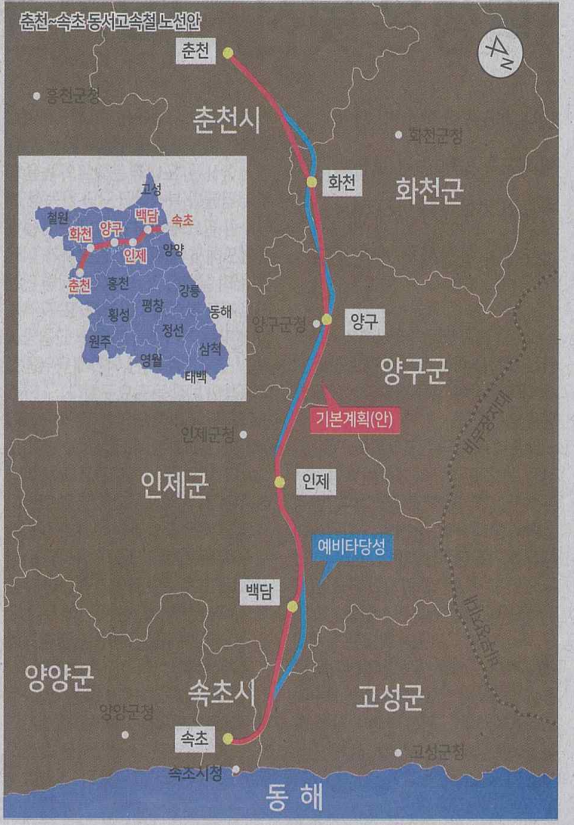 춘천~속초 동서고속철 노선안
춘천
N
홍천군청
춘천시
화천군청
화천
화천군
고성
철원
백담
속초
양구
화천
인제
양양
춘천
홍천
강릉
횡성
평창
동해
정선
원주
삼척
영월
태백
양구군청
양구
양구군
기본계획(안)
비무장지대
인제군청
인제
인제군
예비타당성
백담
양양군
속초시
고성군
양양군청
속초
고성군청
속초시청
동 해